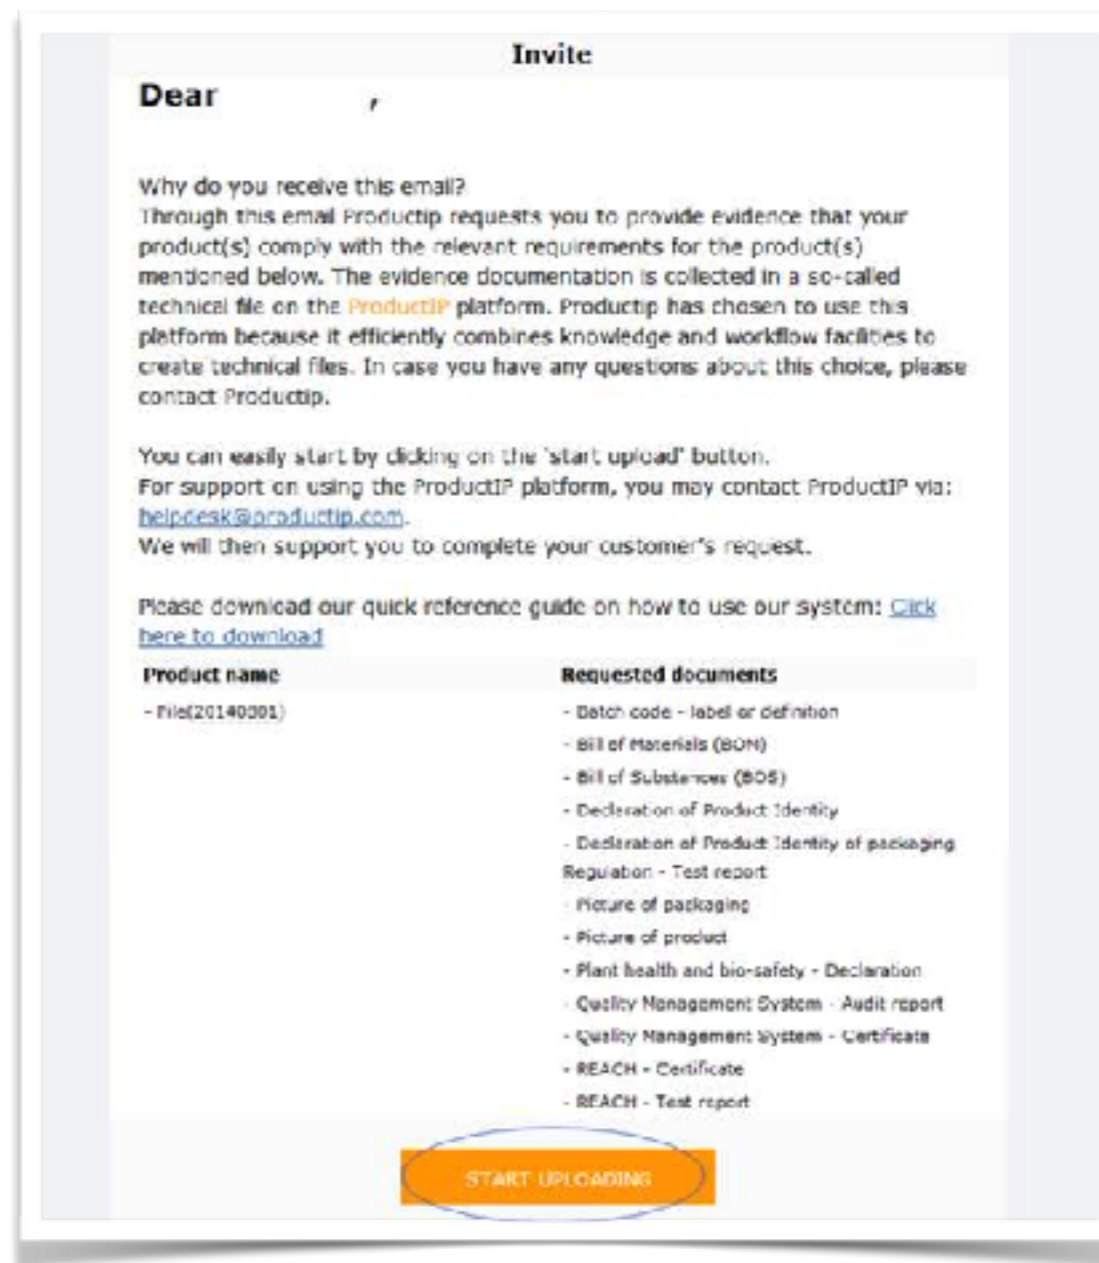 Invite
Dear ,
Why do you receive this email?
Through this email Productip requests you to provide evidence that your
product(s) comply with the relevant requirements for the product(s)
mentioned below. The evidence documentation is collected in a so-called
technical file on the ProductIP platform. Productip has chosen to use this
platform because it efficiently combines knowledge and workflow facilities to
create technical files. In case you have any questions about this choice, please
contact Productip.
You can easily start by clicking on the 'start upload' button.
For support on using the ProductIP platform, you may contact ProductIP via:
helpdesk@productip.com.
We will then support you to complete your customer's request.
Please download our quick reference guide on how to use our system: Click
here to download
Product name Requested documents
- File(20140801) - Batch code - label or definition
- Bill of Materials (BOM)
- Bill of Substances (BOS)
- Declaration of Product Identity
- Declaration of Product Identity of packaging
Regulation - Test report
- Picture of packaging
- Picture of product
- Plant health and bio-safety - Declaration
- Quality Management System - Audit report
- Quality Management System - Certificate
- REACH - Certificate
- REACH - Test report
START UPLOADING